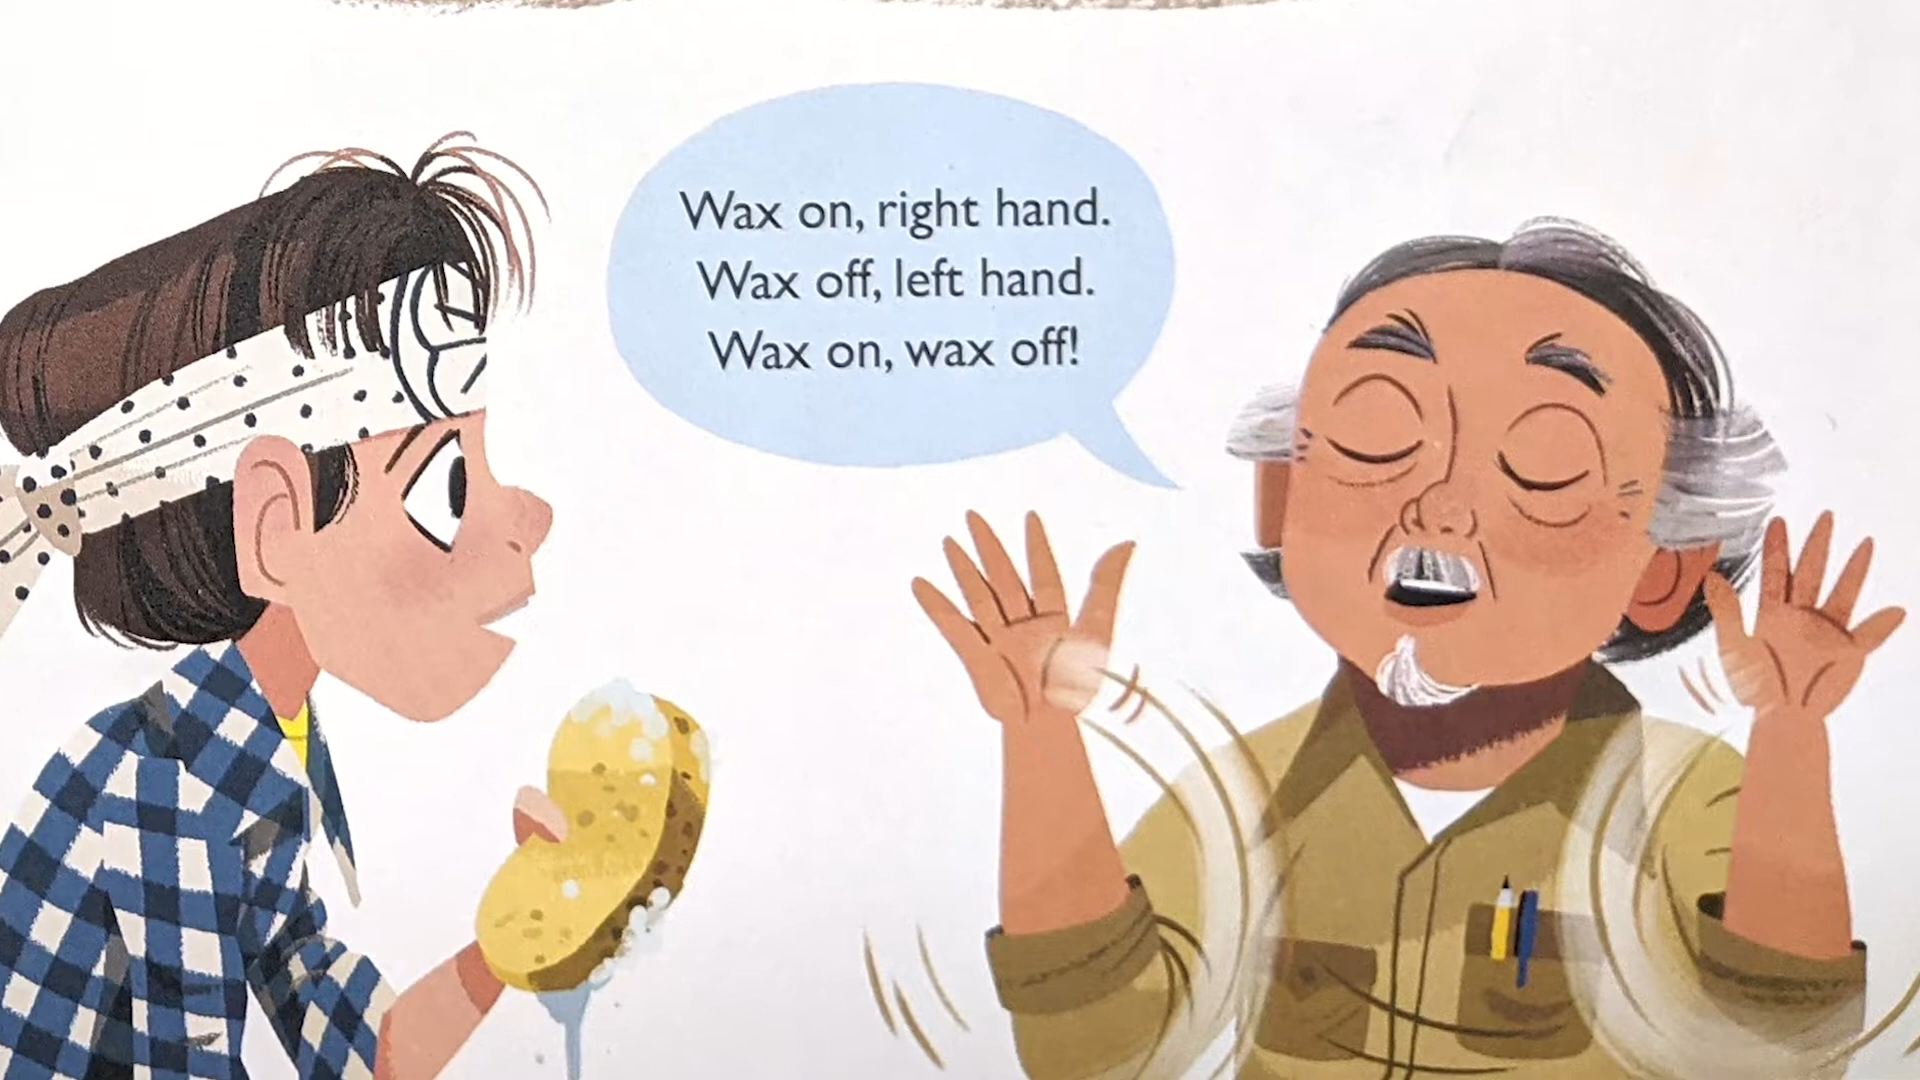 Wax on, right hand.
Wax off, left hand.
Wax on, wax off!